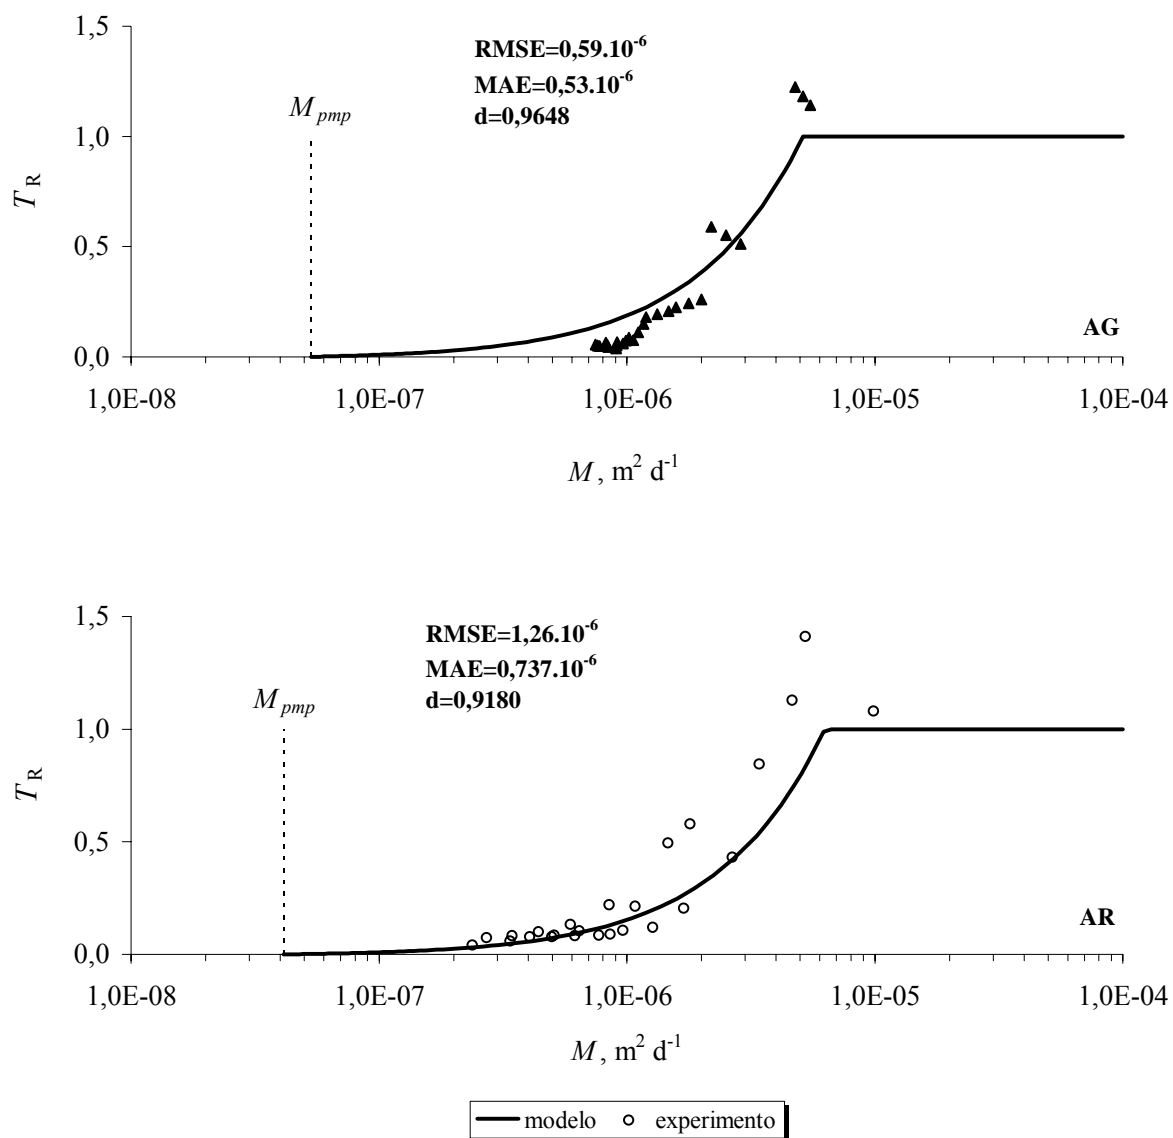 1,5
RMSE=0,59.10-6
MAE=0,53.10-6
d=0,9648
Mpmp
1,0
TR
0,5
AG
0,0
1,0E-08 1,0E-07 1,0E-06 1,0E-05 1,0E-04
M, m2 d-1
1,5
RMSE=1,26.10-6
MAE=0,737.10-6
d=0,9180
Mpmp
1,0
TR
0,5
AR
0,0
1,0E-08 1,0E-07 1,0E-06 1,0E-05 1,0E-04
M, m2 d-1
modelo experimento